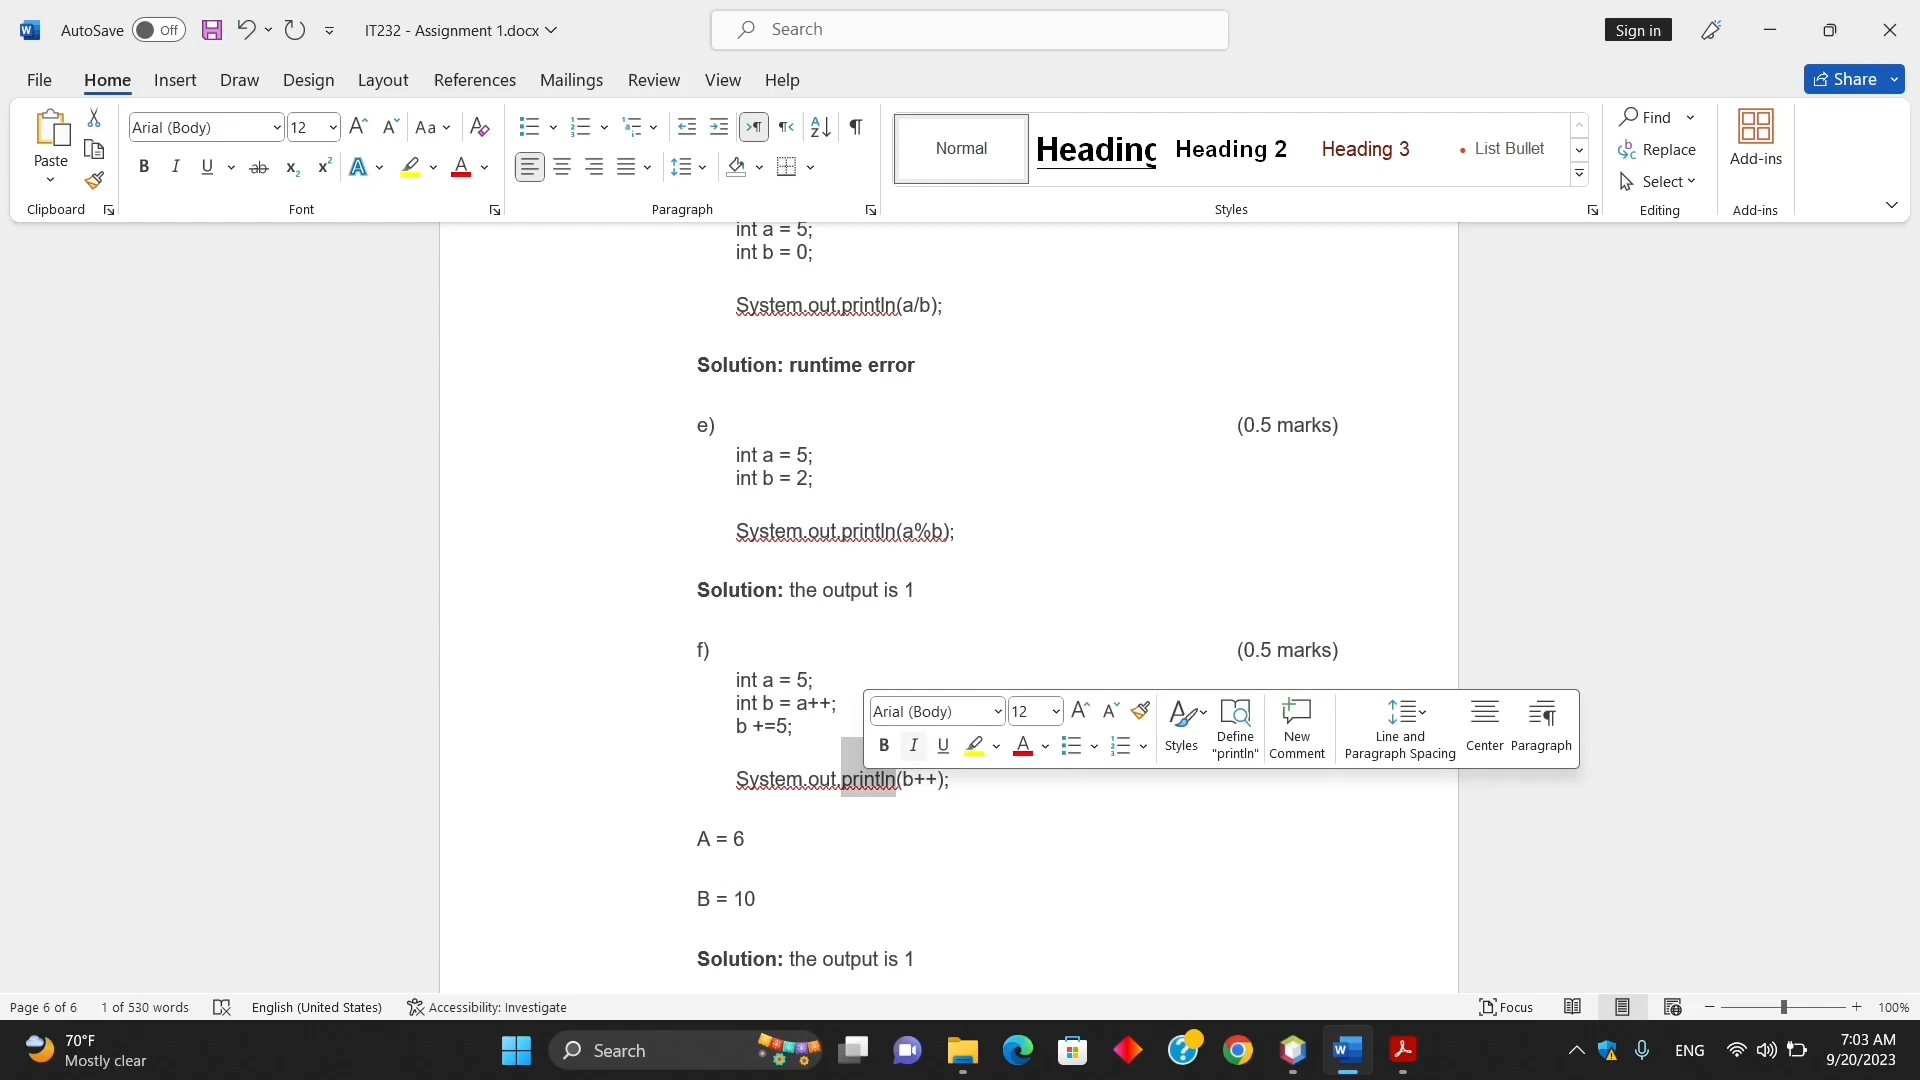 AutoSave Off IT232 - Assignment 1.docx Search Sign in
File Home Insert Draw Design Layout References Mailings Review View Help Share
Paste
Clipboard
Arial (Body) 12
Font
Paragraph
Normal Heading Heading 2 Heading 3 List Bullet
Styles
Find
Replace
Select
Editing
Add-ins
Add-ins
int a = 5;
int b = 0;
System.out.println(a/b);
Solution: runtime error
e) (0.5 marks)
int a = 5;
int b = 2;
System.out.println(a%b);
Solution: the output is 1
f) (0.5 marks)
int a = 5;
int b = a++;
b +=5;
System.out.println(b++);
Arial (Body) 12
Styles
Define "println"
New Comment
Line and Paragraph Spacing
Center
Paragraph
A = 6
B = 10
Solution: the output is 1
Page 6 of 6 1 of 530 words English (United States) Accessibility: Investigate Focus 100%
70°F
Mostly clear
Search
ENG
7:03 AM
9/20/2023